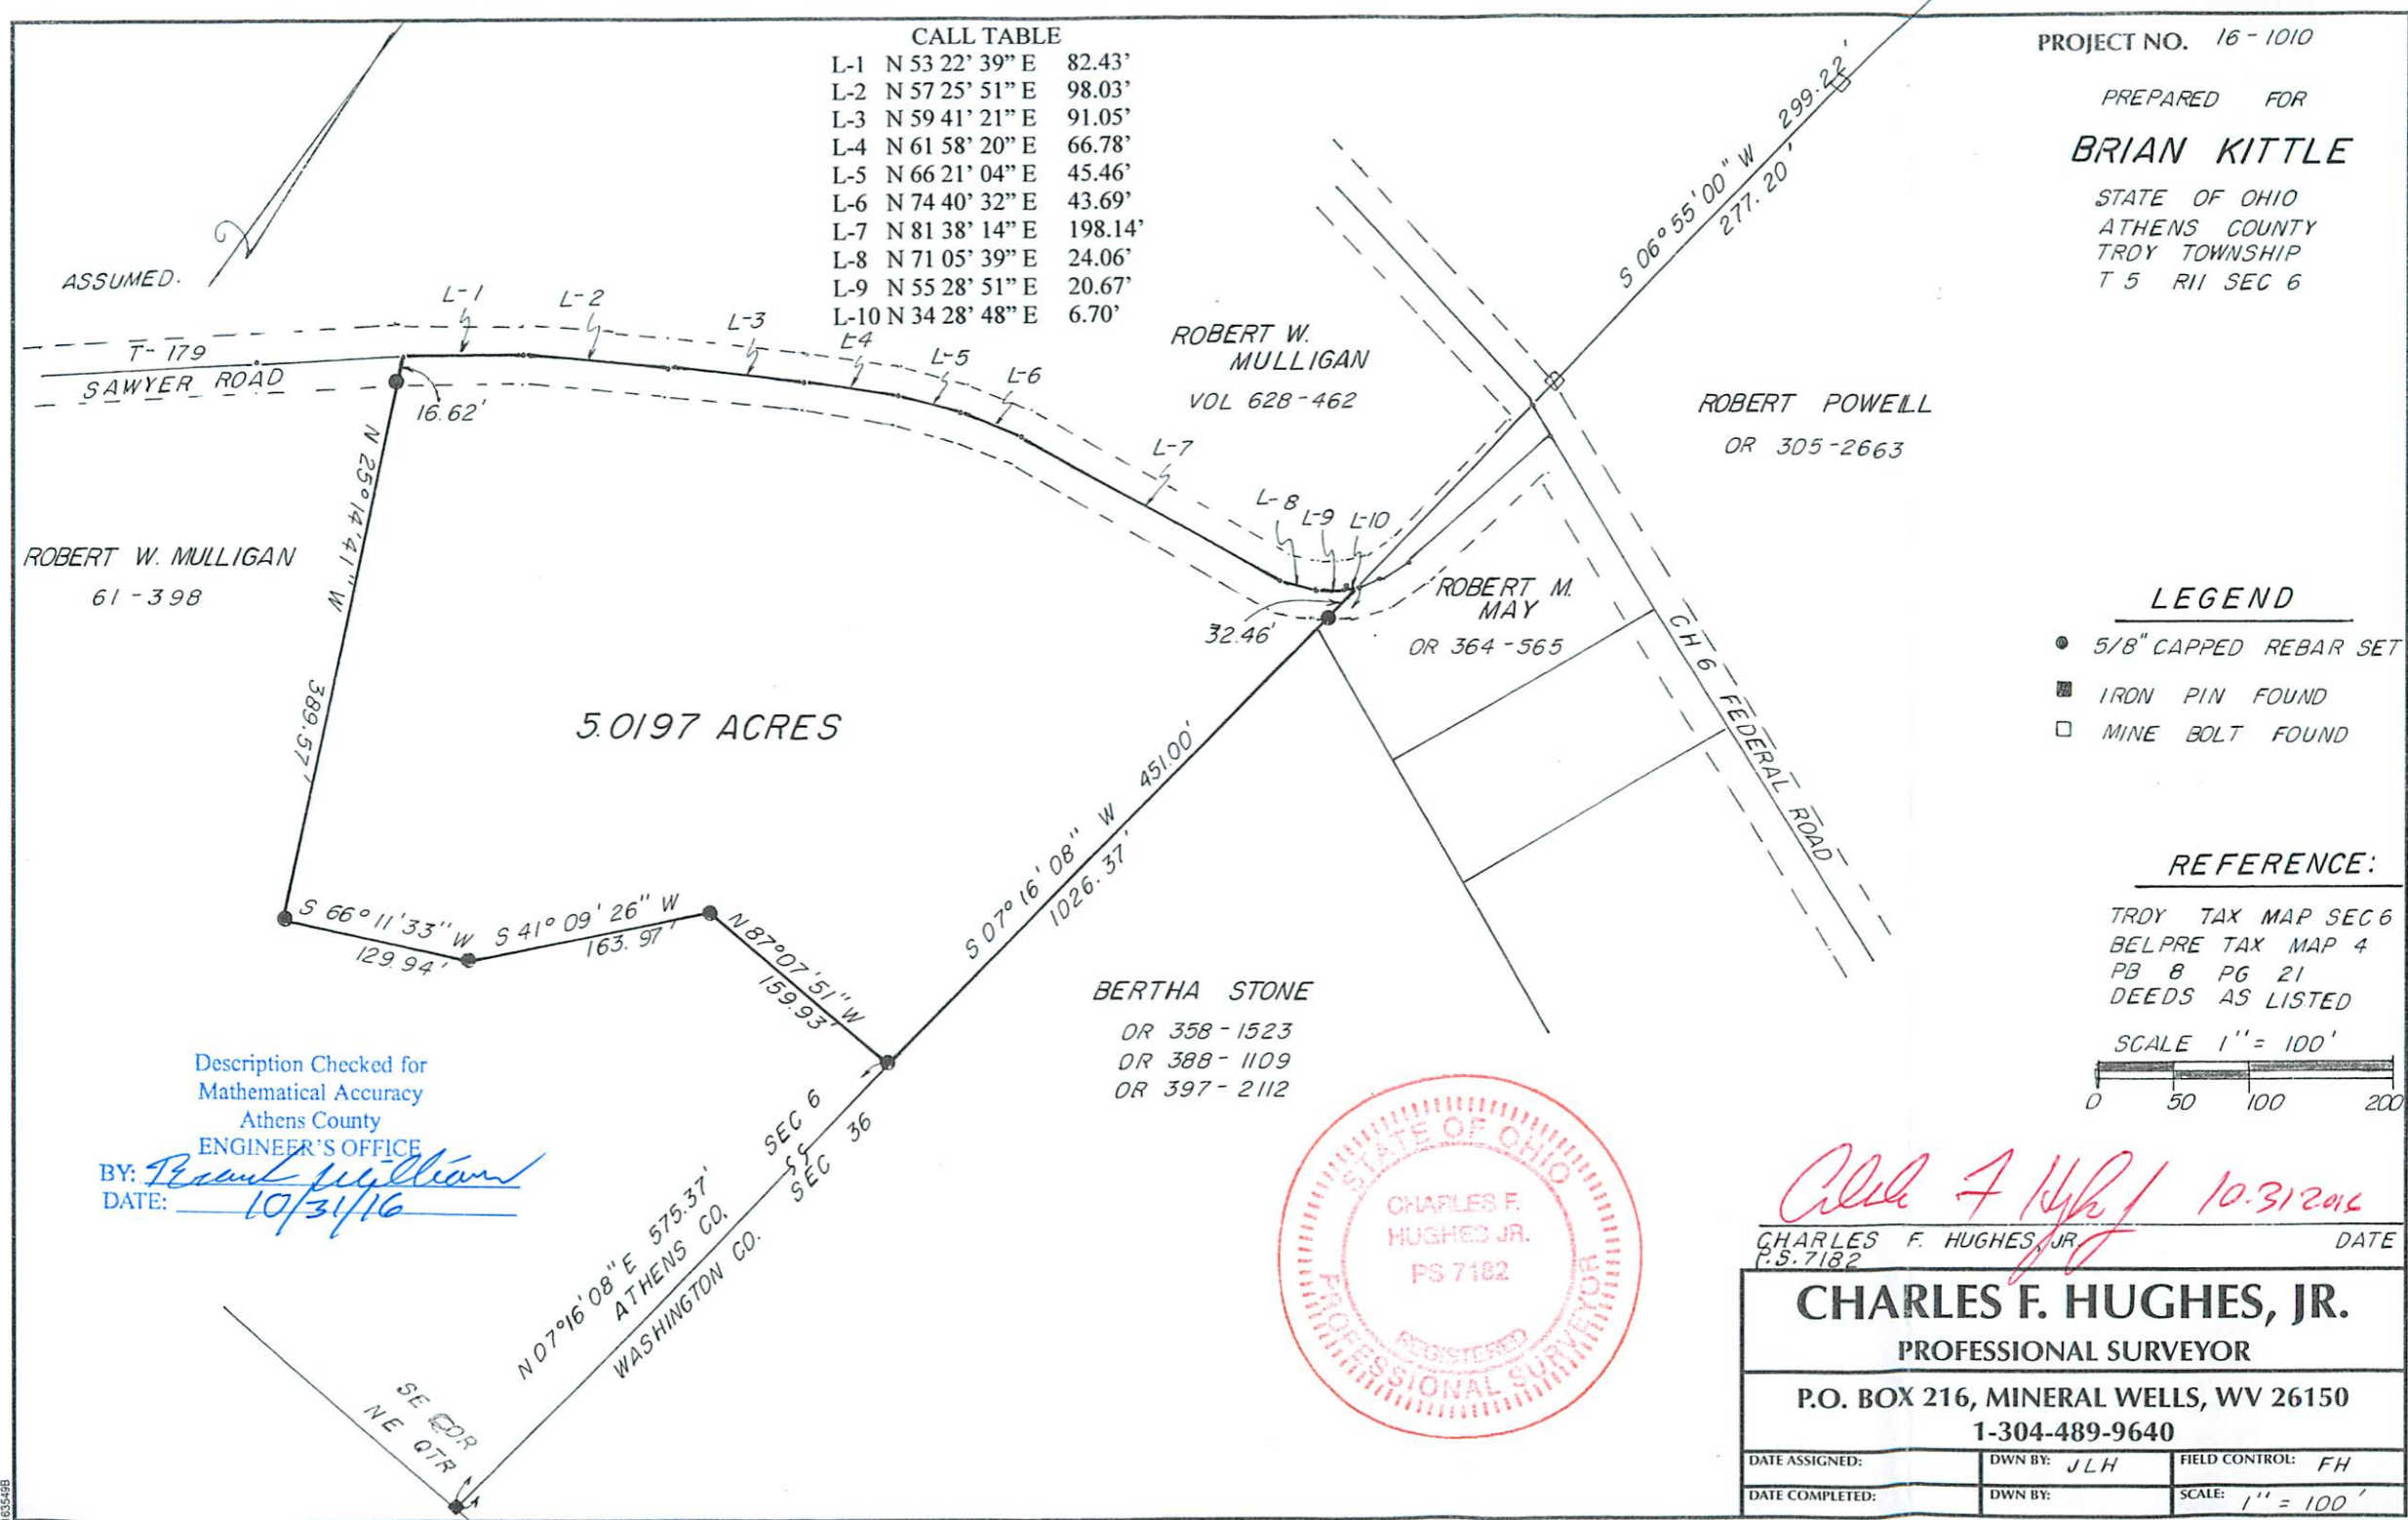 CALL TABLE
L-1 N 53 22’ 39” E 82.43’
L-2 N 57 25’ 51” E 98.03’
L-3 N 59 41’ 21” E 91.05’
L-4 N 61 58’ 20” E 66.78’
L-5 N 66 21’ 04” E 45.46’
L-6 N 74 40’ 32” E 43.69’
L-7 N 81 38’ 14” E 198.14’
L-8 N 71 05’ 39” E 24.06’
L-9 N 55 28’ 51” E 20.67’
L-10 N 34 28’ 48” E 6.70’
PROJECT NO. 16-1010
PREPARED FOR
BRIAN KITTLE
STATE OF OHIO
ATHENS COUNTY
TROY TOWNSHIP
T 5 R11 SEC 6
ASSUMED.
T-179
SAWYER ROAD
L-1
L-2
L-3
L-4
L-5
L-6
L-7
L-8
L-9
L-10
16.62'
32.46'
ROBERT W.
MULLIGAN
VOL 628-462
S 06° 55' 00" W 299.22'
277.20'
ROBERT POWELL
OR 305-2663
ROBERT W. MULLIGAN
61-398
N 25° 14' 41" W
389.57'
5.0197 ACRES
ROBERT M.
MAY
OR 364-565
CH 6 FEDERAL ROAD
S 66° 11' 33" W
129.94'
S 41° 09' 26" W
163.97'
N 87° 07' 51" W
159.93'
S 07° 16' 08" W 451.00'
1026.37'
BERTHA STONE
OR 358-1523
OR 388-1109
OR 397-2112
SEC 6
SEC 36
N 07° 16' 08" E 575.37'
ATHENS CO.
WASHINGTON CO.
SE COR
NE QTR
LEGEND
5/8" CAPPED REBAR SET
IRON PIN FOUND
MINE BOLT FOUND
REFERENCE:
TROY TAX MAP SEC 6
BELPRE TAX MAP 4
PB 8 PG 21
DEEDS AS LISTED
SCALE 1" = 100'
0 50 100 200
Description Checked for
Mathematical Accuracy
Athens County
ENGINEER’S OFFICE
BY:
DATE: 10/31/16
STATE OF OHIO
CHARLES F.
HUGHES JR.
PS 7182
REGISTERED
PROFESSIONAL SURVEYOR
10.31 2016
CHARLES F. HUGHES, JR. DATE
P.S. 7182
CHARLES F. HUGHES, JR.
PROFESSIONAL SURVEYOR
P.O. BOX 216, MINERAL WELLS, WV 26150
1-304-489-9640
DATE ASSIGNED: DWN BY: JLH FIELD CONTROL: FH
DATE COMPLETED: DWN BY: SCALE: 1" = 100'